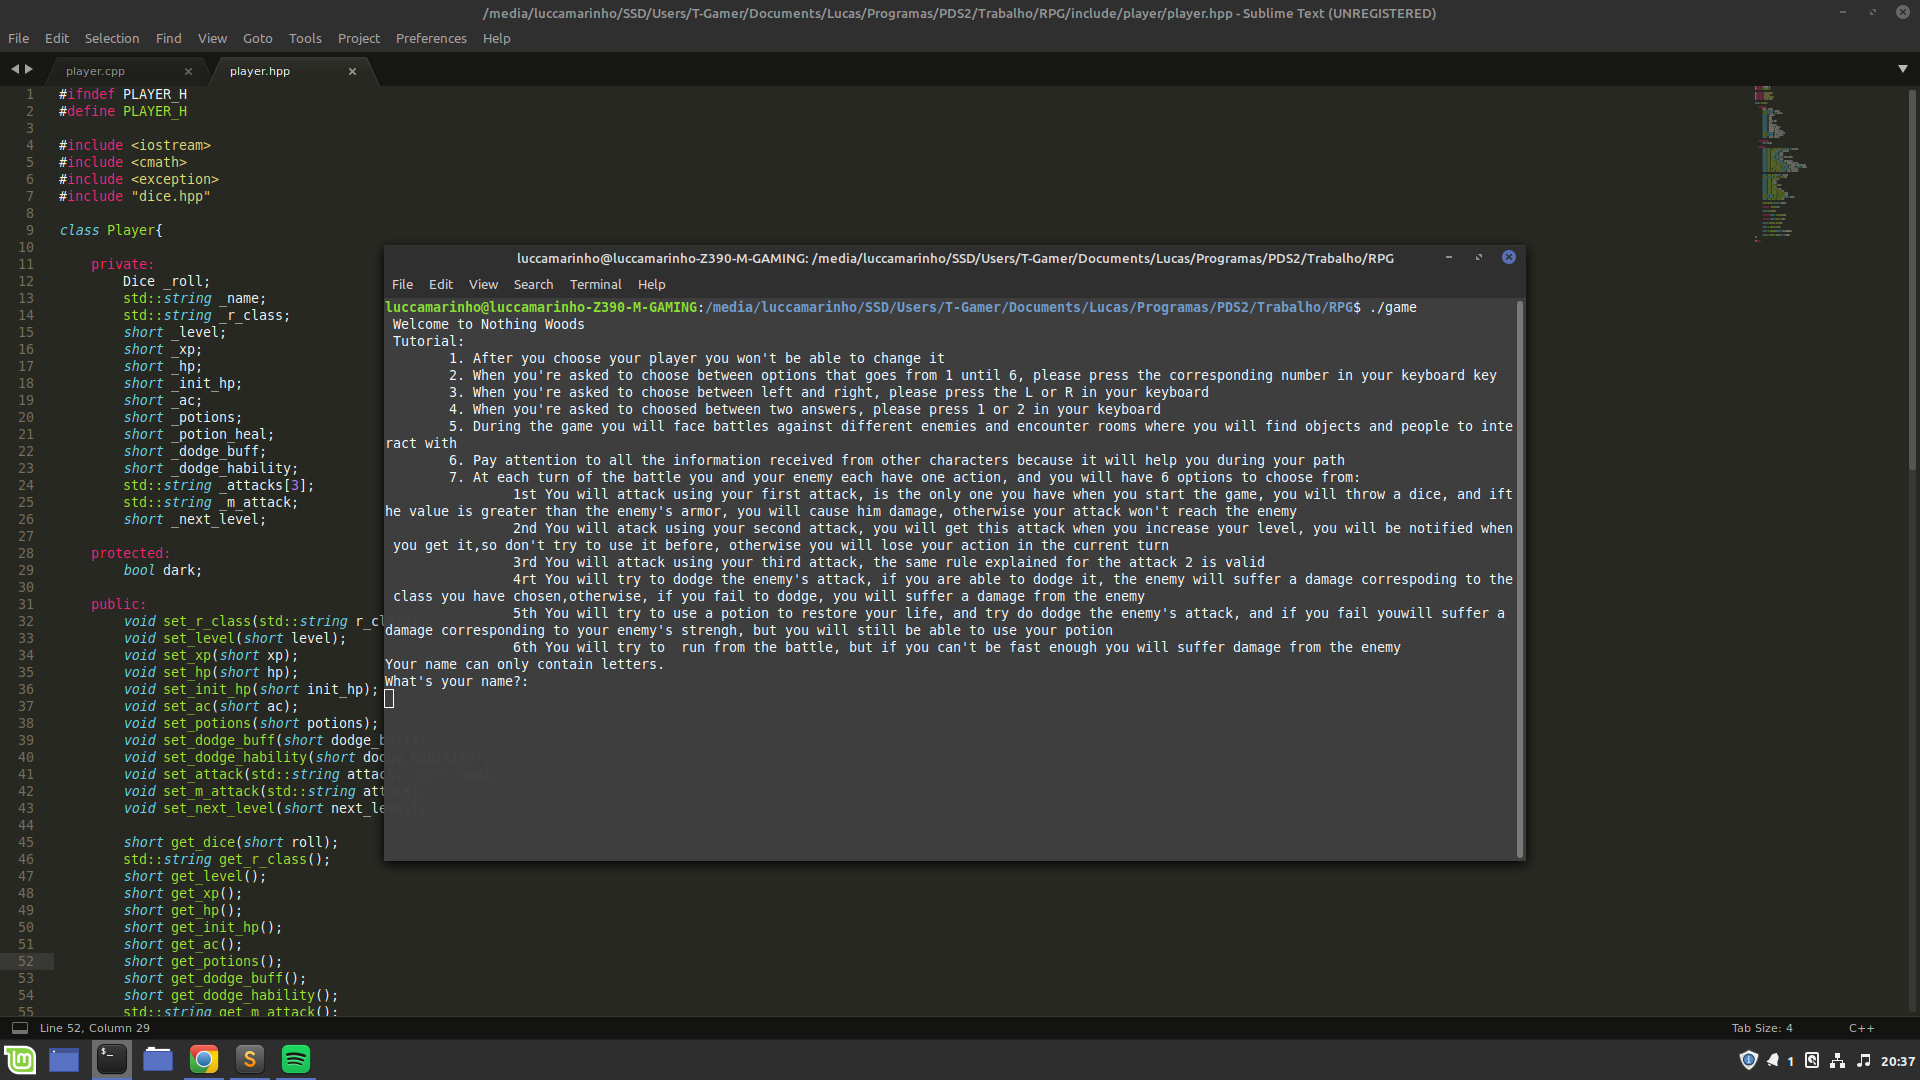 /media/luccamarinho/SSD/Users/T-Gamer/Documents/Lucas/Programas/PDS2/Trabalho/RPG/include/player/player.hpp - Sublime Text (UNREGISTERED)
File Edit Selection Find View Goto Tools Project Preferences Help
player.cpp player.hpp
1 #ifndef PLAYER_H
2 #define PLAYER_H
3
4 #include <iostream>
5 #include <cmath>
6 #include <exception>
7 #include "dice.hpp"
8
9 class Player{
10
11 private:
12 Dice _roll;
13 std::string _name;
14 std::string _r_class;
15 short _level;
16 short _xp;
17 short _hp;
18 short _init_hp;
19 short _ac;
20 short _potions;
21 short _potion_heal;
22 short _dodge_buff;
23 short _dodge_hability;
24 std::string _attacks[3];
25 std::string _m_attack;
26 short _next_level;
27
28 protected:
29 bool dark;
30
31 public:
32 void set_r_class(std::string r_cl
33 void set_level(short level);
34 void set_xp(short xp);
35 void set_hp(short hp);
36 void set_init_hp(short init_hp);
37 void set_ac(short ac);
38 void set_potions(short potions);
39 void set_dodge_buff(short dodge_buff);
40 void set_dodge_hability(short dodge_hability);
41 void set_attack(std::string attac
42 void set_m_attack(std::string att
43 void set_next_level(short next_level);
44
45 short get_dice(short roll);
46 std::string get_r_class();
47 short get_level();
48 short get_xp();
49 short get_hp();
50 short get_init_hp();
51 short get_ac();
52 short get_potions();
53 short get_dodge_buff();
54 short get_dodge_hability();
55 std::string get_m_attack();
luccamarinho@luccamarinho-Z390-M-GAMING: /media/luccamarinho/SSD/Users/T-Gamer/Documents/Lucas/Programas/PDS2/Trabalho/RPG
File Edit View Search Terminal Help
luccamarinho@luccamarinho-Z390-M-GAMING:/media/luccamarinho/SSD/Users/T-Gamer/Documents/Lucas/Programas/PDS2/Trabalho/RPG$ ./game
Welcome to Nothing Woods
Tutorial:
1. After you choose your player you won't be able to change it
2. When you're asked to choose between options that goes from 1 until 6, please press the corresponding number in your keyboard key
3. When you're asked to choose between left and right, please press the L or R in your keyboard
4. When you're asked to choosed between two answers, please press 1 or 2 in your keyboard
5. During the game you will face battles against different enemies and encounter rooms where you will find objects and people to inte
ract with
6. Pay attention to all the information received from other characters because it will help you during your path
7. At each turn of the battle you and your enemy each have one action, and you will have 6 options to choose from:
1st You will attack using your first attack, is the only one you have when you start the game, you will throw a dice, and ift
he value is greater than the enemy's armor, you will cause him damage, otherwise your attack won't reach the enemy
2nd You will atack using your second attack, you will get this attack when you increase your level, you will be notified when
you get it,so don't try to use it before, otherwise you will lose your action in the current turn
3rd You will attack using your third attack, the same rule explained for the attack 2 is valid
4rt You will try to dodge the enemy's attack, if you are able to dodge it, the enemy will suffer a damage correspoding to the
class you have chosen,otherwise, if you fail to dodge, you will suffer a damage from the enemy
5th You will try to use a potion to restore your life, and try do dodge the enemy's attack, and if you fail youwill suffer a
damage corresponding to your enemy's strengh, but you will still be able to use your potion
6th You will try to  run from the battle, but if you can't be fast enough you will suffer damage from the enemy
Your name can only contain letters.
What's your name?:
Line 52, Column 29 Tab Size: 4 C++
1 20:37